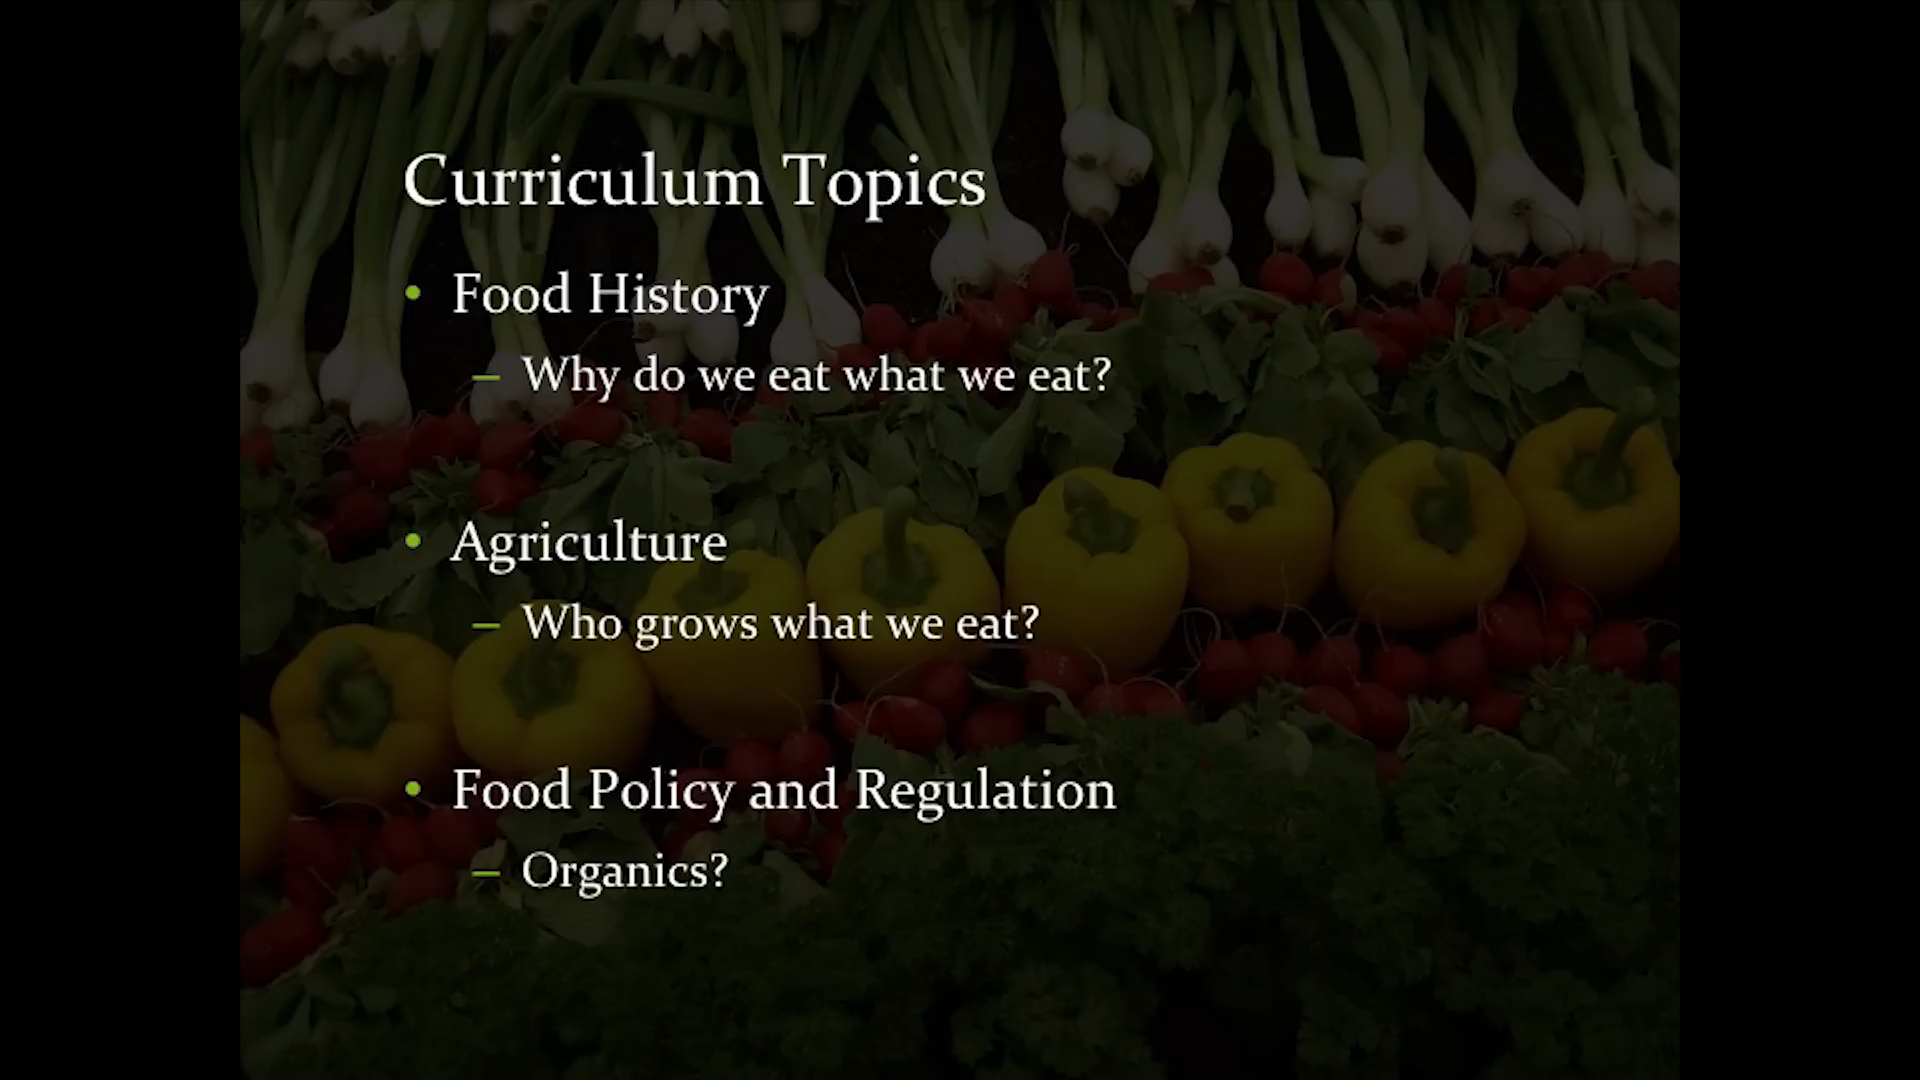 Curriculum Topics
• Food History
– Why do we eat what we eat?
• Agriculture
– Who grows what we eat?
• Food Policy and Regulation
– Organics?